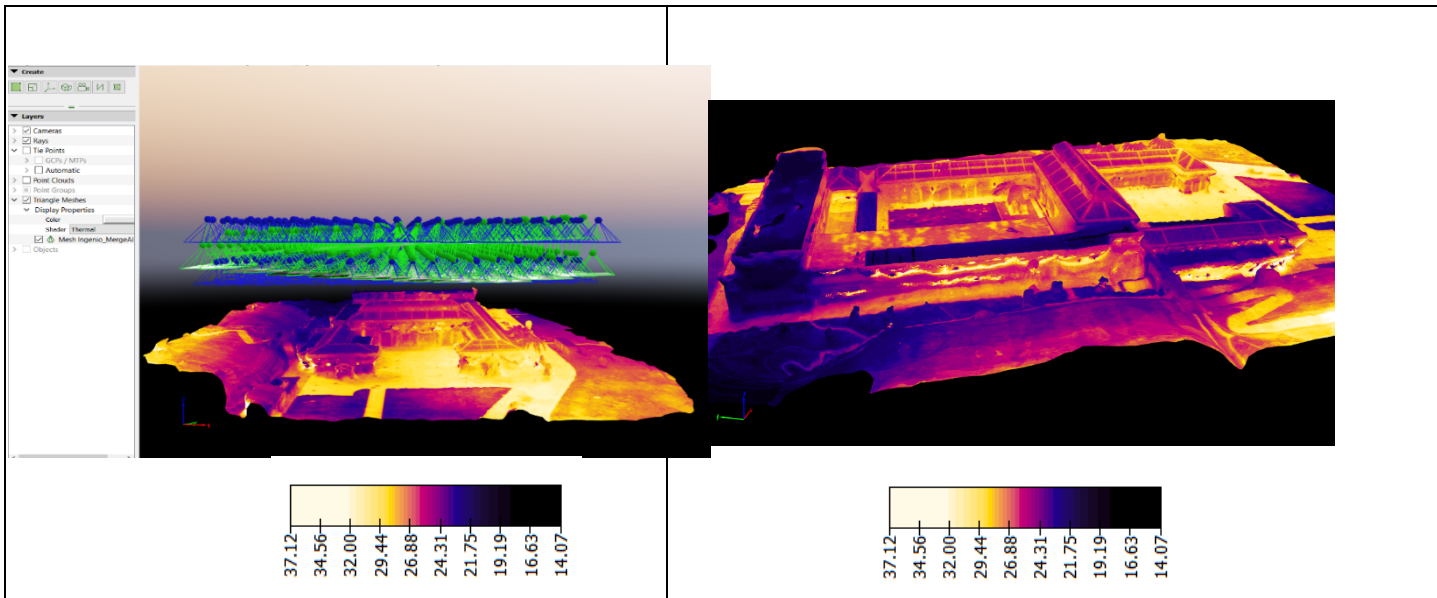 Create
Layers
Cameras
Rays
Tie Points
GCPs / MTPs
Automatic
Point Clouds
Point Groups
Triangle Meshes
Display Properties
Color
Shader Thermal
Mesh Ingenio_MergeAl
Objects
37.12
34.56
32.00
29.44
26.88
24.31
21.75
19.19
16.63
14.07
37.12
34.56
32.00
29.44
26.88
24.31
21.75
19.19
16.63
14.07